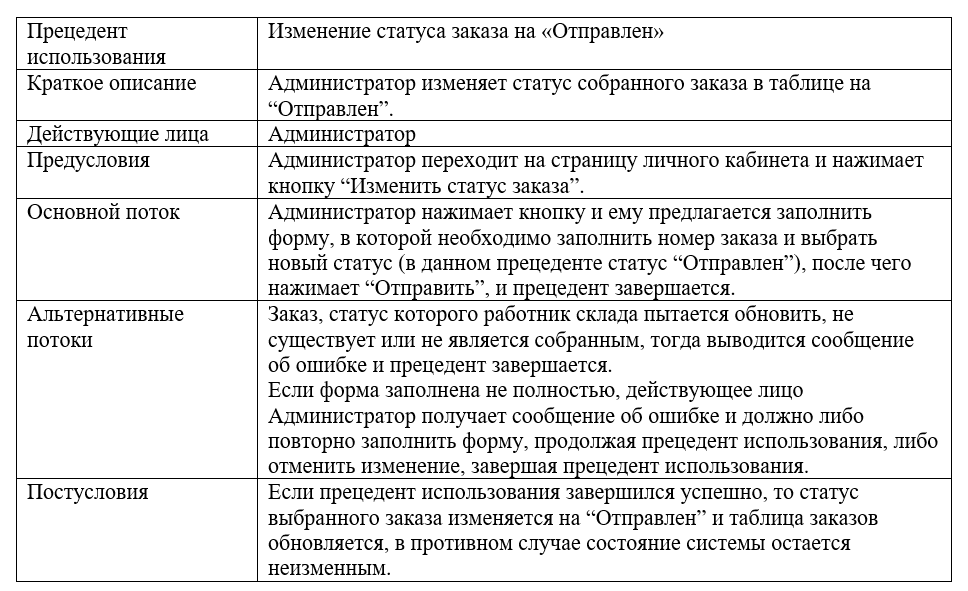 Прецедент
использования
Изменение статуса заказа на «Отправлен»
Краткое описание
Администратор изменяет статус собранного заказа в таблице на
“Отправлен”.
Действующие лица
Администратор
Предусловия
Администратор переходит на страницу личного кабинета и нажимает
кнопку “Изменить статус заказа”.
Основной поток
Администратор нажимает кнопку и ему предлагается заполнить
форму, в которой необходимо заполнить номер заказа и выбрать
новый статус (в данном прецеденте статус “Отправлен”), после чего
нажимает “Отправить”, и прецедент завершается.
Альтернативные
потоки
Заказ, статус которого работник склада пытается обновить, не
существует или не является собранным, тогда выводится сообщение
об ошибке и прецедент завершается.
Если форма заполнена не полностью, действующее лицо
Администратор получает сообщение об ошибке и должно либо
повторно заполнить форму, продолжая прецедент использования, либо
отменить изменение, завершая прецедент использования.
Постусловия
Если прецедент использования завершился успешно, то статус
выбранного заказа изменяется на “Отправлен” и таблица заказов
обновляется, в противном случае состояние системы остается
неизменным.